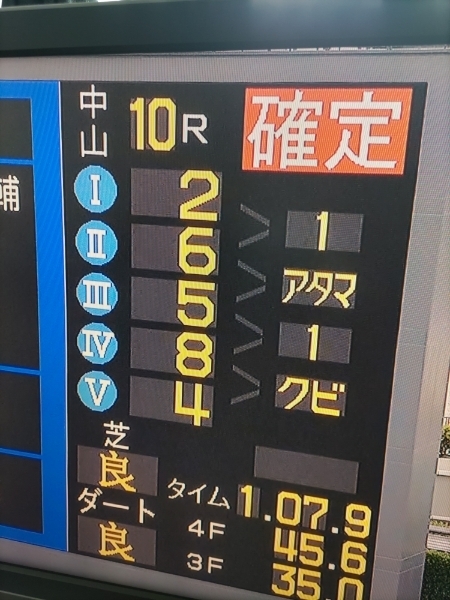 輔
中山 10R 確定
Ⅰ 2
1
Ⅱ 6
アタマ
Ⅲ 5
1
Ⅳ 8
クビ
Ⅴ 4
芝
良
ダート
良
タイム 1.07.9
4F 45.6
3F 35.0